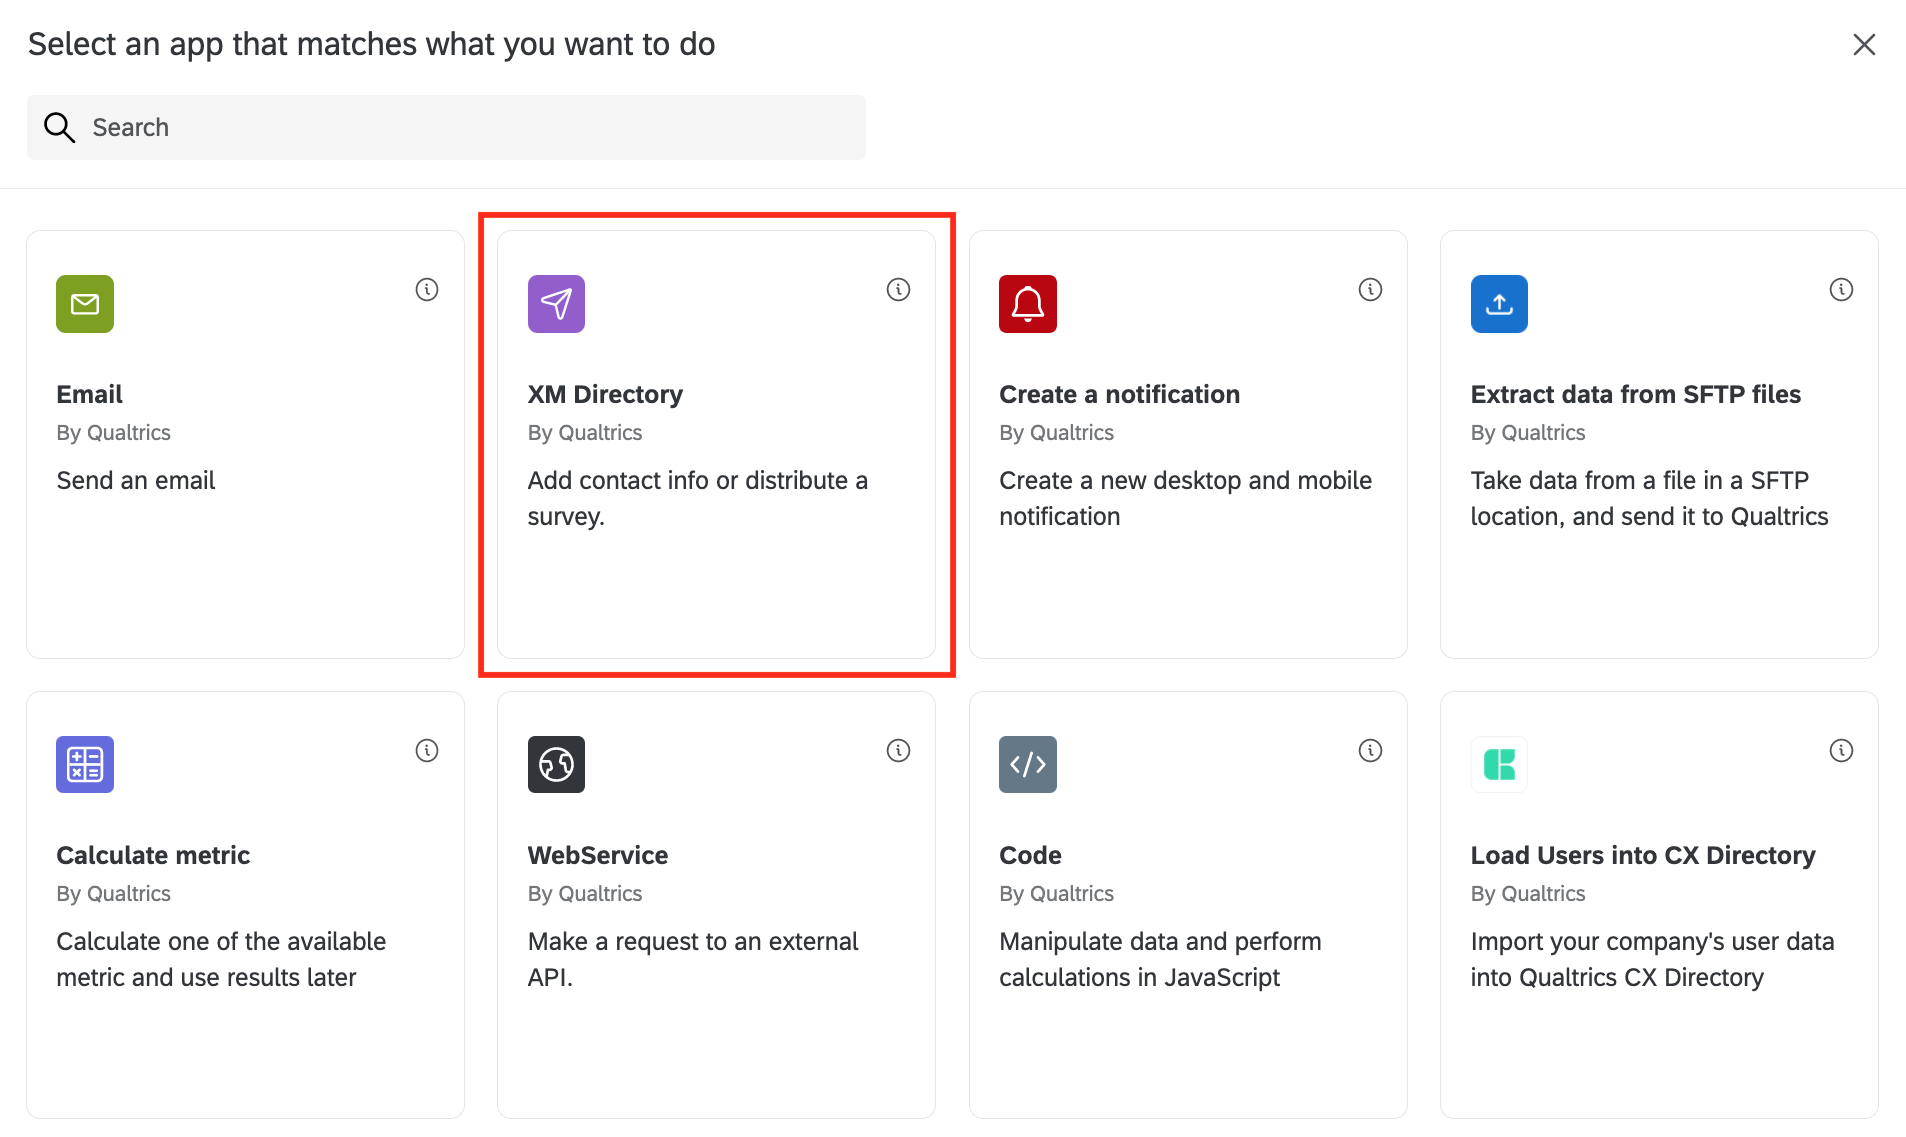 Select an app that matches what you want to do
Search
Email
By Qualtrics
Send an email
XM Directory
By Qualtrics
Add contact info or distribute a
survey.
Create a notification
By Qualtrics
Create a new desktop and mobile
notification
Extract data from SFTP files
By Qualtrics
Take data from a file in a SFTP
location, and send it to Qualtrics
Calculate metric
By Qualtrics
Calculate one of the available
metric and use results later
WebService
By Qualtrics
Make a request to an external
API.
Code
By Qualtrics
Manipulate data and perform
calculations in JavaScript
Load Users into CX Directory
By Qualtrics
Import your company's user data
into Qualtrics CX Directory